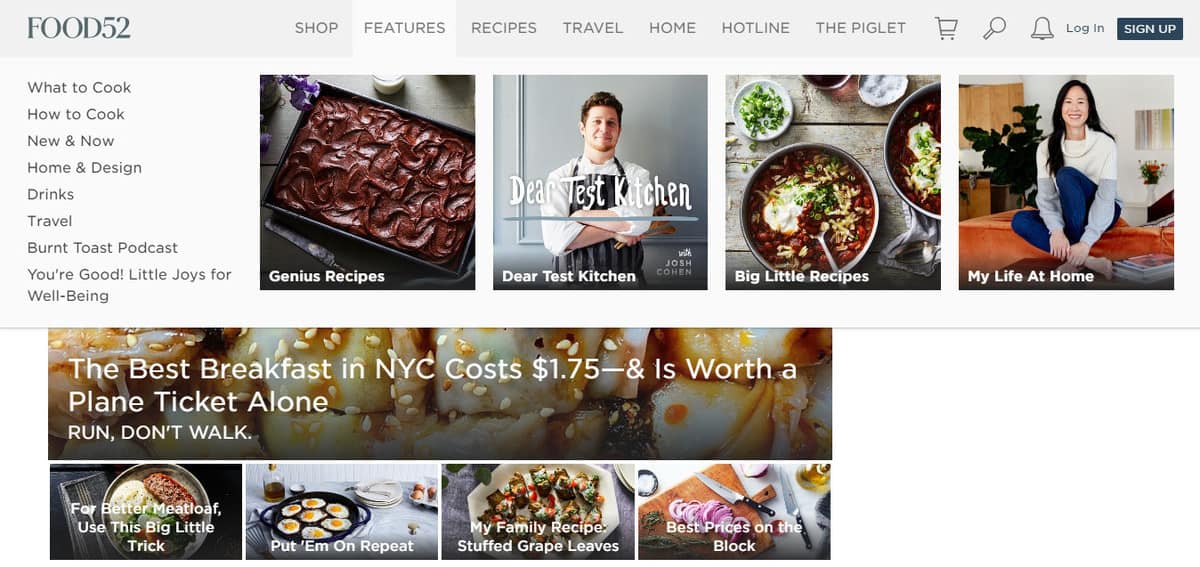 FOOD52
SHOP FEATURES RECIPES TRAVEL HOME HOTLINE THE PIGLET Log In SIGN UP
What to Cook
How to Cook
New & Now
Home & Design
Drinks
Travel
Burnt Toast Podcast
You're Good! Little Joys for
Well-Being
Genius Recipes
Dear Test Kitchen
with
JOSH
COHEN
Dear Test Kitchen
Big Little Recipes
My Life At Home
The Best Breakfast in NYC Costs $1.75—& Is Worth a
Plane Ticket Alone
RUN, DON'T WALK.
For Better Meatloaf,
Use This Big Little
Trick
Put 'Em On Repeat
My Family Recipe:
Stuffed Grape Leaves
Best Prices on the
Block